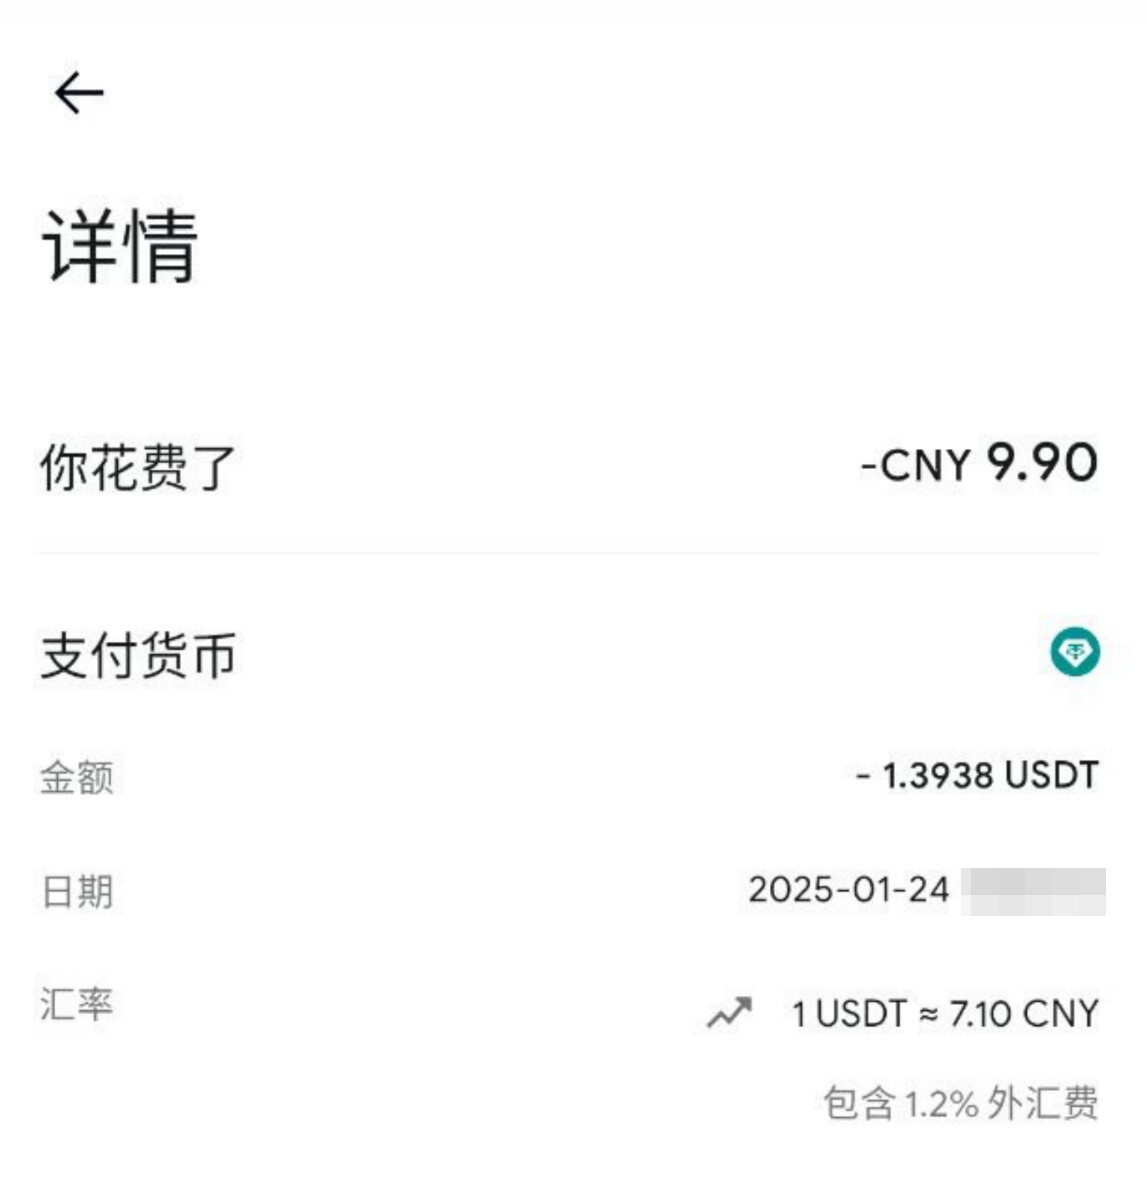 详情
你花费了 -CNY 9.90
支付货币
金额 - 1.3938 USDT
日期 2025-01-24
汇率 1 USDT ≈ 7.10 CNY
包含 1.2% 外汇费